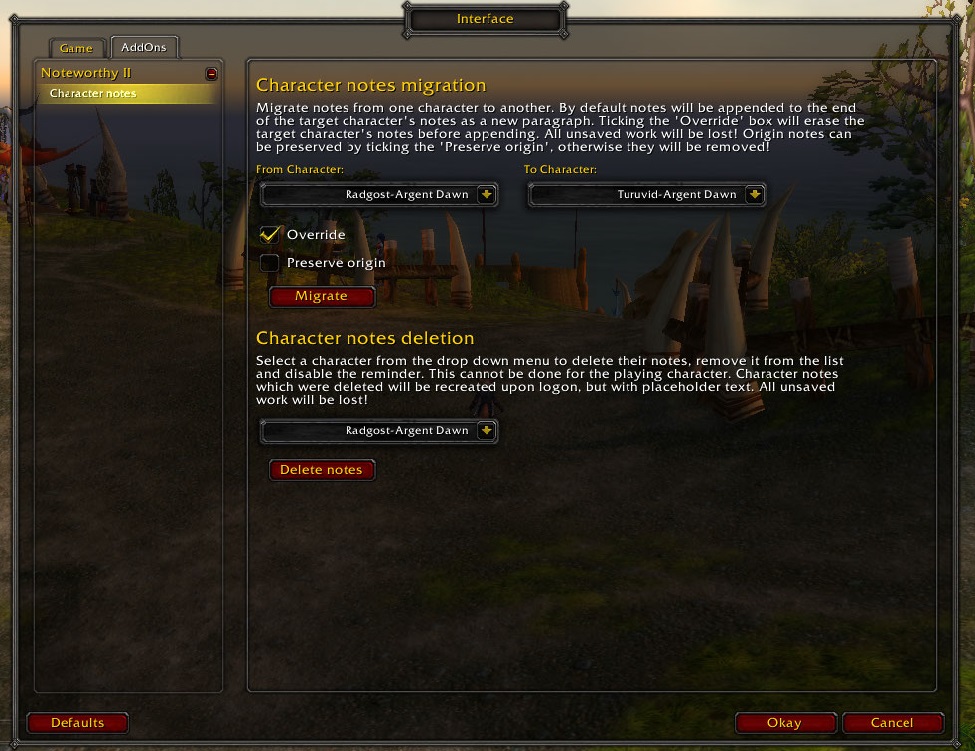 Interface
Game
AddOns
Noteworthy II
Character notes
Character notes migration
Migrate notes from one character to another. By default notes will be appended to the end
of the target character's notes as a new paragraph. Ticking the 'Override' box will erase the
target character's notes before appending. All unsaved work will be lost! Origin notes can
be preserved by ticking the 'Preserve origin', otherwise they will be removed!
From Character:
To Character:
Radgost-Argent Dawn
Turuvid-Argent Dawn
Override
Preserve origin
Migrate
Character notes deletion
Select a character from the drop down menu to delete their notes, remove it from the list
and disable the reminder. This cannot be done for the playing character. Character notes
which were deleted will be recreated upon logon, but with placeholder text. All unsaved
work will be lost!
Radgost-Argent Dawn
Delete notes
Defaults
Okay
Cancel